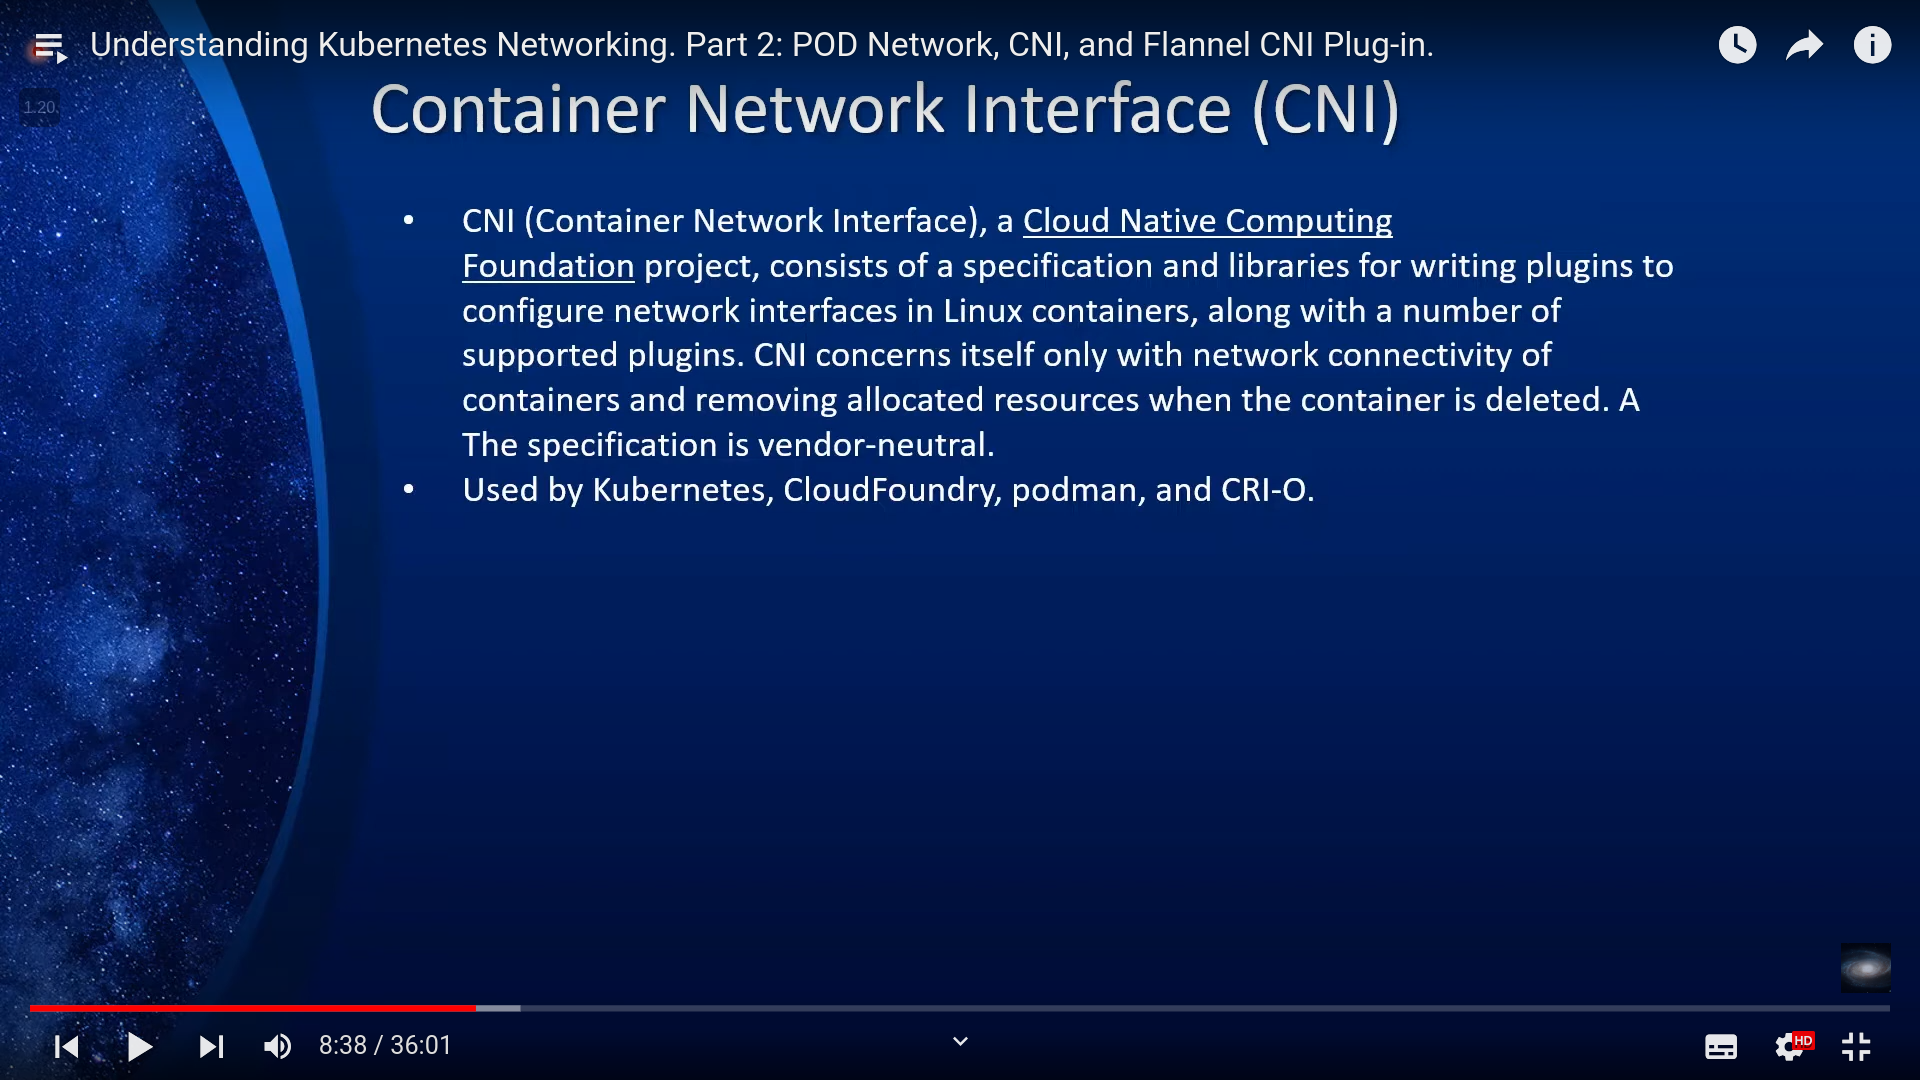 Understanding Kubernetes Networking. Part 2: POD Network, CNI, and Flannel CNI Plug-in.
1.20
Container Network Interface (CNI)
• CNI (Container Network Interface), a Cloud Native Computing
Foundation project, consists of a specification and libraries for writing plugins to
configure network interfaces in Linux containers, along with a number of
supported plugins. CNI concerns itself only with network connectivity of
containers and removing allocated resources when the container is deleted. A
The specification is vendor-neutral.
• Used by Kubernetes, CloudFoundry, podman, and CRI-O.
8:38 / 36:01
HD